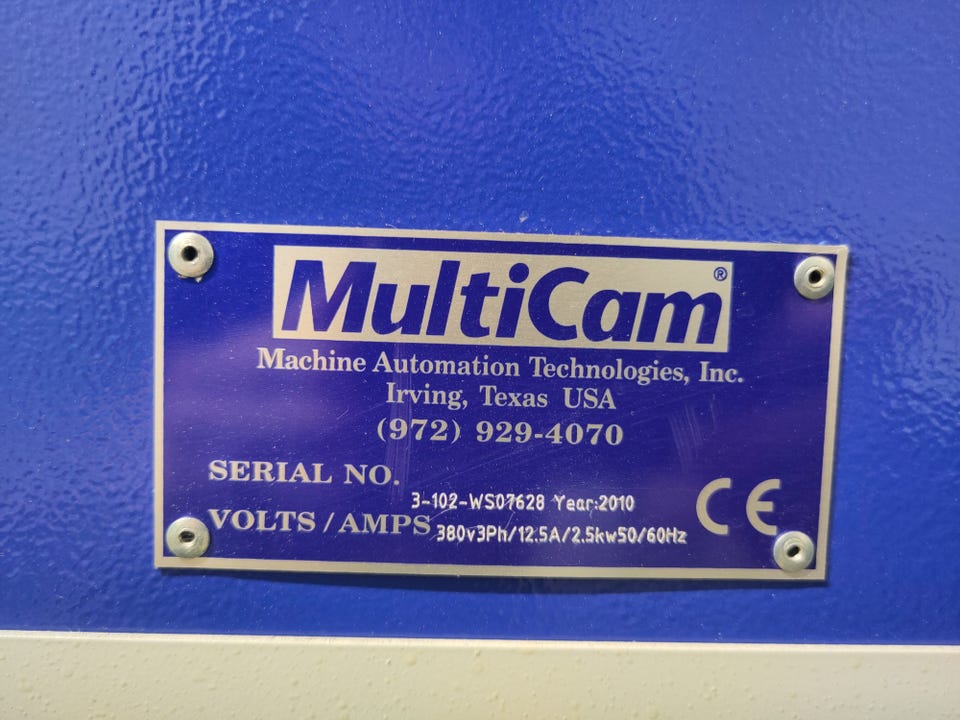 MultiCam®
Machine Automation Technologies, Inc.
Irving, Texas USA
(972) 929-4070
SERIAL NO. 3-102-WS07628 Year:2010
VOLTS/AMPS 380v3Ph/12.5A/2.5kw50/60Hz
CE